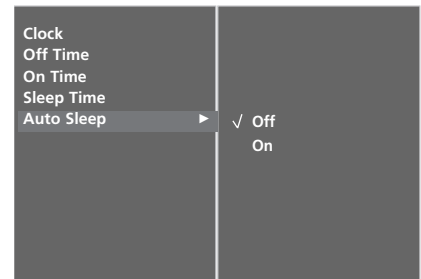 Clock
Off Time
On Time
Sleep Time
Auto Sleep ►
√ Off
On